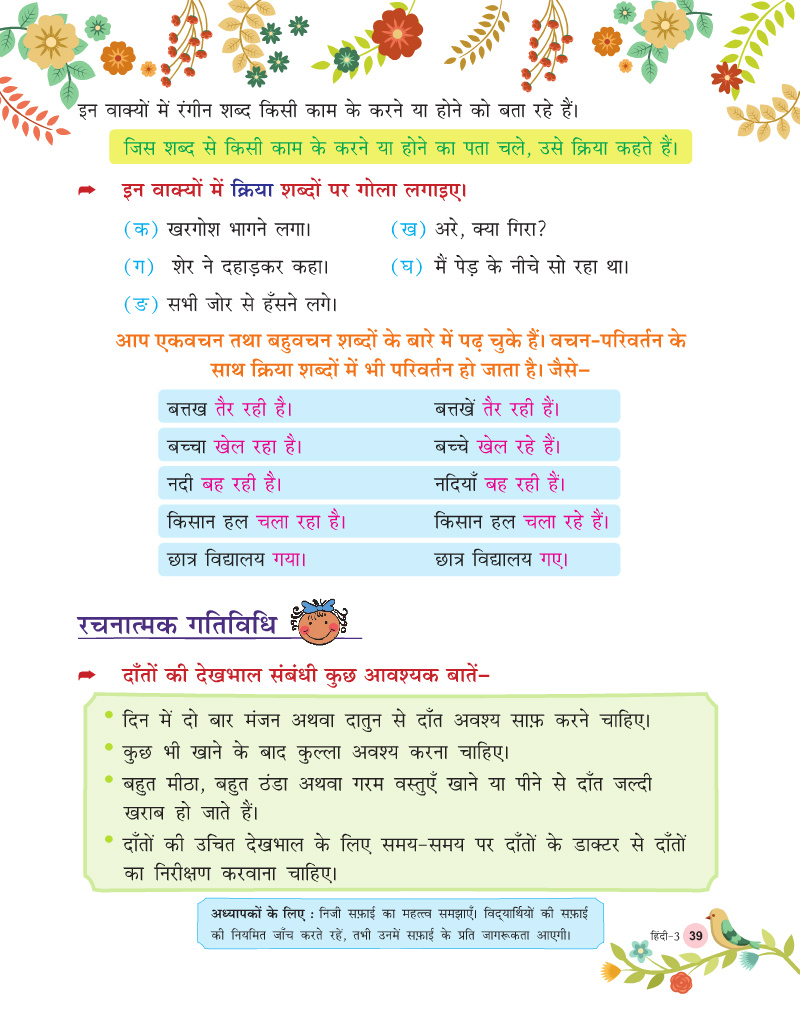 इन वाक्यों में रंगीन शब्द किसी काम के करने या होने को बता रहे हैं।
जिस शब्द से किसी काम के करने या होने का पता चले, उसे क्रिया कहते हैं।
इन वाक्यों में क्रिया शब्दों पर गोला लगाइए।
(क) खरगोश भागने लगा। (ख) अरे, क्या गिरा?
(ग) शेर ने दहाड़कर कहा। (घ) मैं पेड़ के नीचे सो रहा था।
(ङ) सभी जोर से हँसने लगे।
आप एकवचन तथा बहुवचन शब्दों के बारे में पढ़ चुके हैं। वचन-परिवर्तन के
साथ क्रिया शब्दों में भी परिवर्तन हो जाता है। जैसे–
बत्तख तैर रही है। बत्तखें तैर रही हैं।
बच्चा खेल रहा है। बच्चे खेल रहे हैं।
नदी बह रही है। नदियाँ बह रही हैं।
किसान हल चला रहा है। किसान हल चला रहे हैं।
छात्र विद्यालय गया। छात्र विद्यालय गए।
रचनात्मक गतिविधि
दाँतों की देखभाल संबंधी कुछ आवश्यक बातें–
• दिन में दो बार मंजन अथवा दातुन से दाँत अवश्य साफ़ करने चाहिए।
• कुछ भी खाने के बाद कुल्ला अवश्य करना चाहिए।
• बहुत मीठा, बहुत ठंडा अथवा गरम वस्तुएँ खाने या पीने से दाँत जल्दी
खराब हो जाते हैं।
• दाँतों की उचित देखभाल के लिए समय-समय पर दाँतों के डाक्टर से दाँतों
का निरीक्षण करवाना चाहिए।
अध्यापकों के लिए : निजी सफ़ाई का महत्त्व समझाएँ। विद्‌यार्थियों की सफ़ाई
की नियमित जाँच करते रहें, तभी उनमें सफ़ाई के प्रति जागरूकता आएगी।
हिंदी-3 39